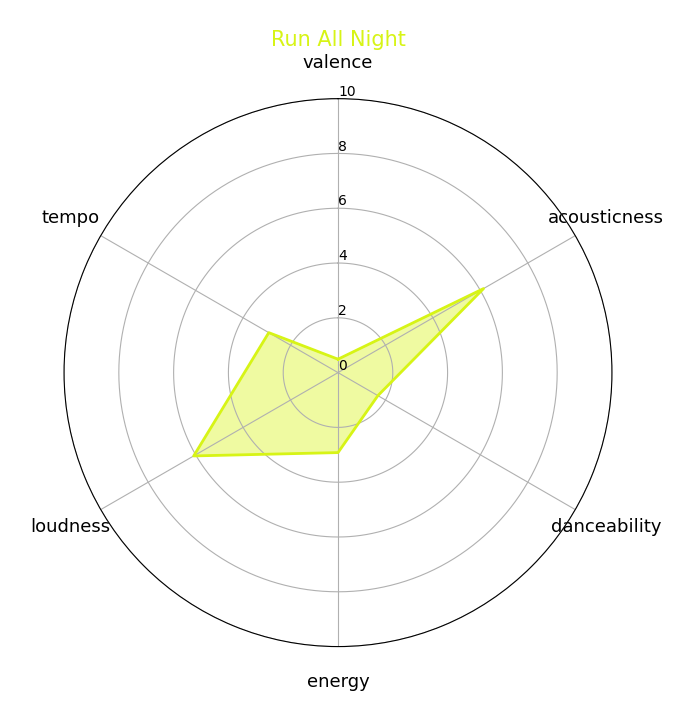 Run All Night
valence
10
8
tempo
acousticness
6
4
2
0
loudness
danceability
energy